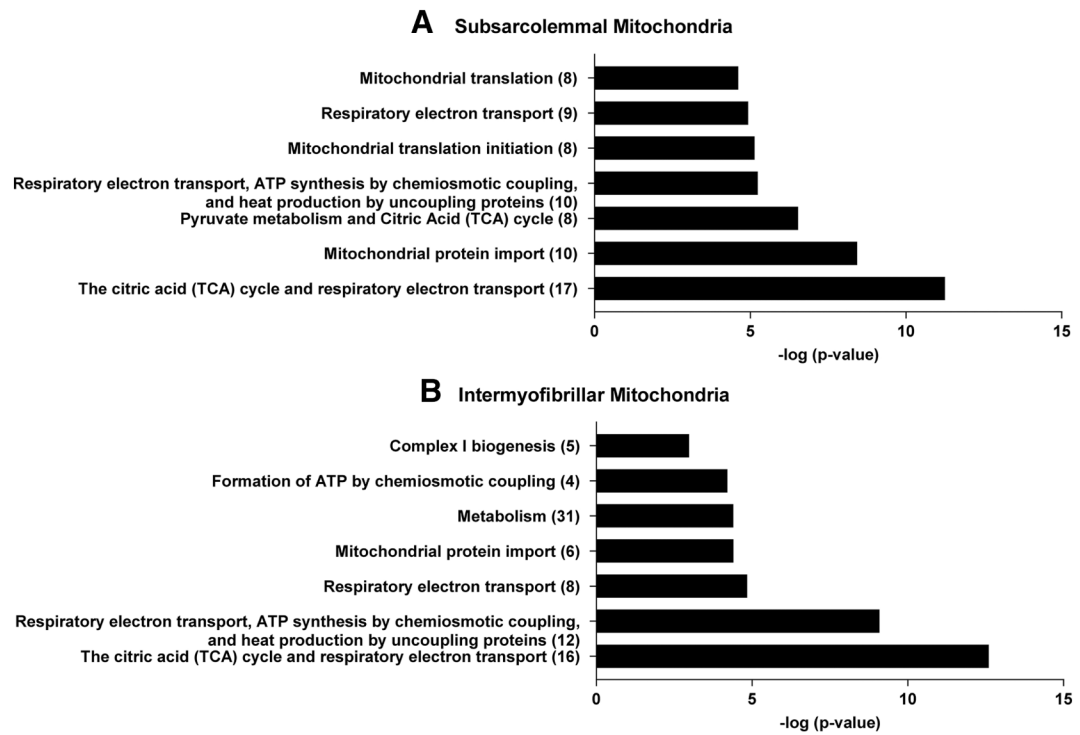 A Subsarcolemmal Mitochondria
Mitochondrial translation (8)
Respiratory electron transport (9)
Mitochondrial translation initiation (8)
Respiratory electron transport, ATP synthesis by chemiosmotic coupling,
and heat production by uncoupling proteins (10)
Pyruvate metabolism and Citric Acid (TCA) cycle (8)
Mitochondrial protein import (10)
The citric acid (TCA) cycle and respiratory electron transport (17)
0 5 10 15
-log (p-value)
B Intermyofibrillar Mitochondria
Complex I biogenesis (5)
Formation of ATP by chemiosmotic coupling (4)
Metabolism (31)
Mitochondrial protein import (6)
Respiratory electron transport (8)
Respiratory electron transport, ATP synthesis by chemiosmotic coupling,
and heat production by uncoupling proteins (12)
The citric acid (TCA) cycle and respiratory electron transport (16)
0 5 10 15
-log (p-value)